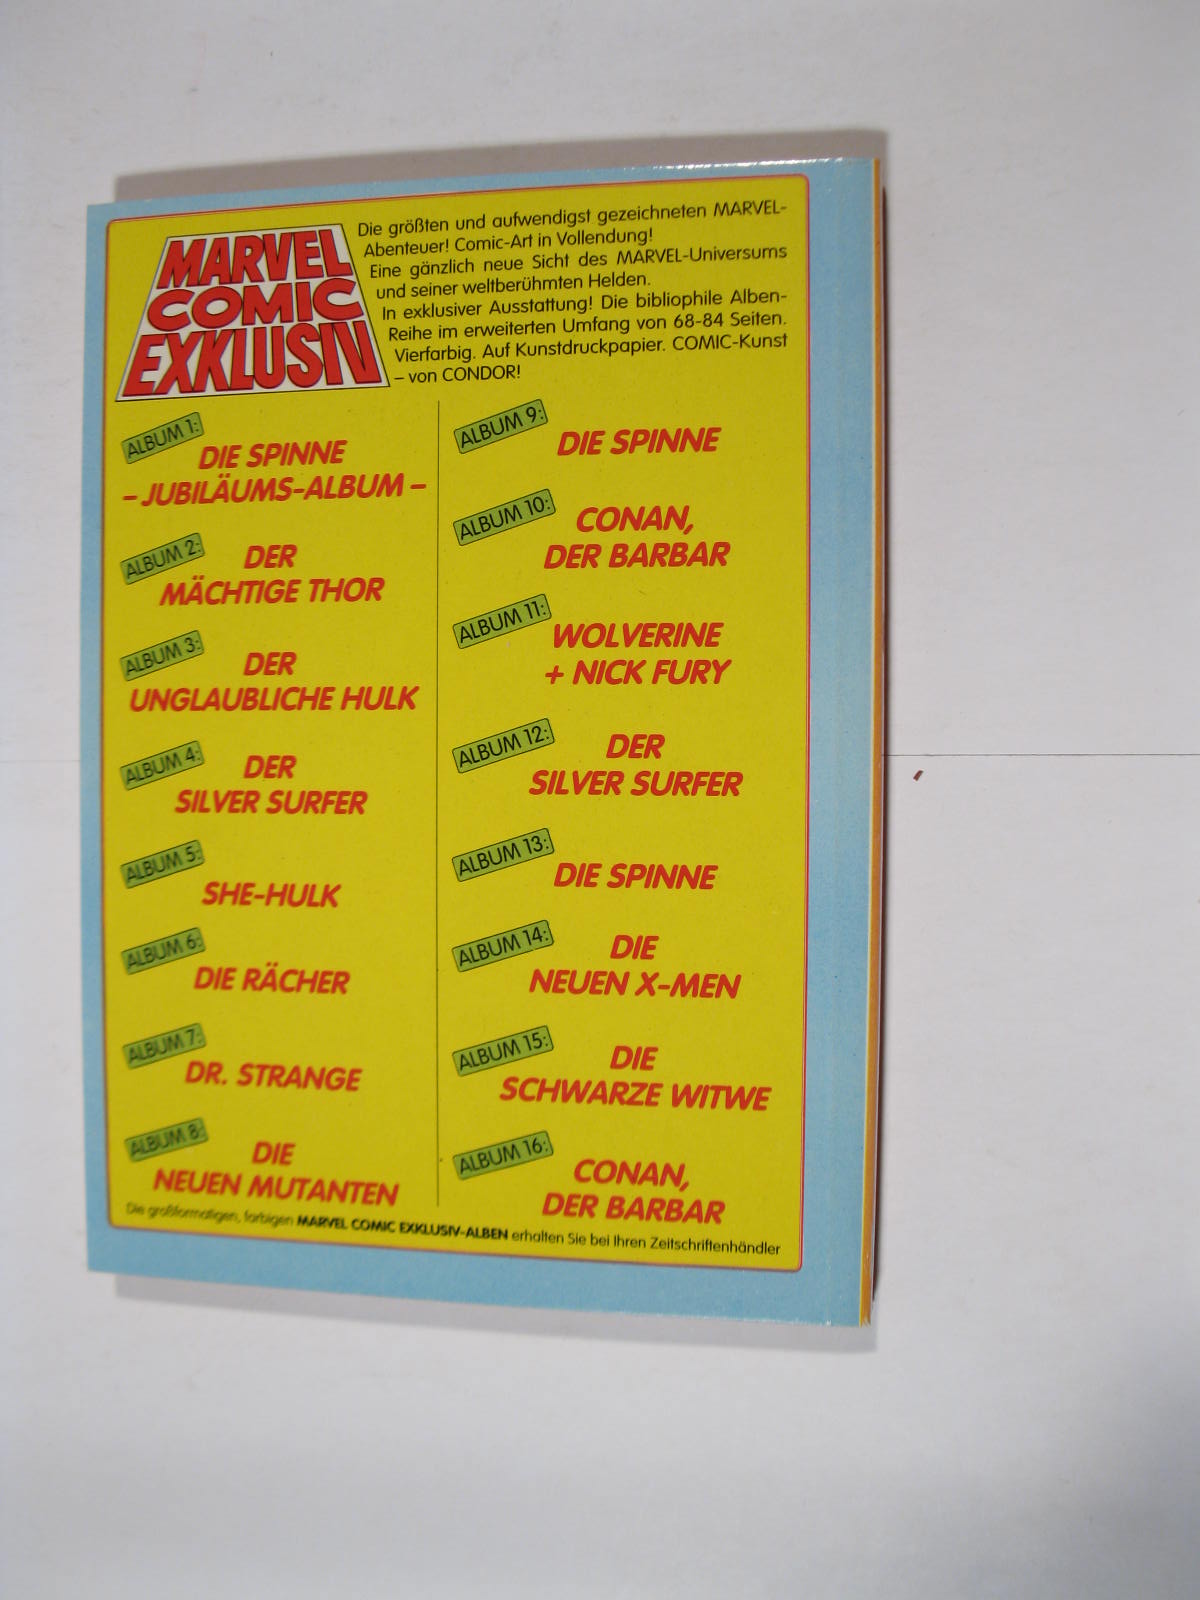 MARVEL
COMIC
EXKLUSIV
Die größten und aufwendigst gezeichneten MARVEL-
Abenteuer! Comic-Art in Vollendung!
Eine gänzlich neue Sicht des MARVEL-Universums
und seiner weltberühmten Helden.
In exklusiver Ausstattung! Die bibliophile Alben-
Reihe im erweiterten Umfang von 68-84 Seiten.
Vierfarbig. Auf Kunstdruckpapier. COMIC-Kunst
– von CONDOR!
ALBUM 1:
DIE SPINNE
– JUBILÄUMS-ALBUM –
ALBUM 2:
DER
MÄCHTIGE THOR
ALBUM 3:
DER
UNGLAUBLICHE HULK
ALBUM 4:
DER
SILVER SURFER
ALBUM 5:
SHE-HULK
ALBUM 6:
DIE RÄCHER
ALBUM 7:
DR. STRANGE
ALBUM 8:
DIE
NEUEN MUTANTEN
ALBUM 9:
DIE SPINNE
ALBUM 10:
CONAN,
DER BARBAR
ALBUM 11:
WOLVERINE
+ NICK FURY
ALBUM 12:
DER
SILVER SURFER
ALBUM 13:
DIE SPINNE
ALBUM 14:
DIE
NEUEN X-MEN
ALBUM 15:
DIE
SCHWARZE WITWE
ALBUM 16:
CONAN,
DER BARBAR
Die großformatigen, farbigen MARVEL COMIC EXKLUSIV-ALBEN erhalten Sie bei Ihren Zeitschriftenhändler